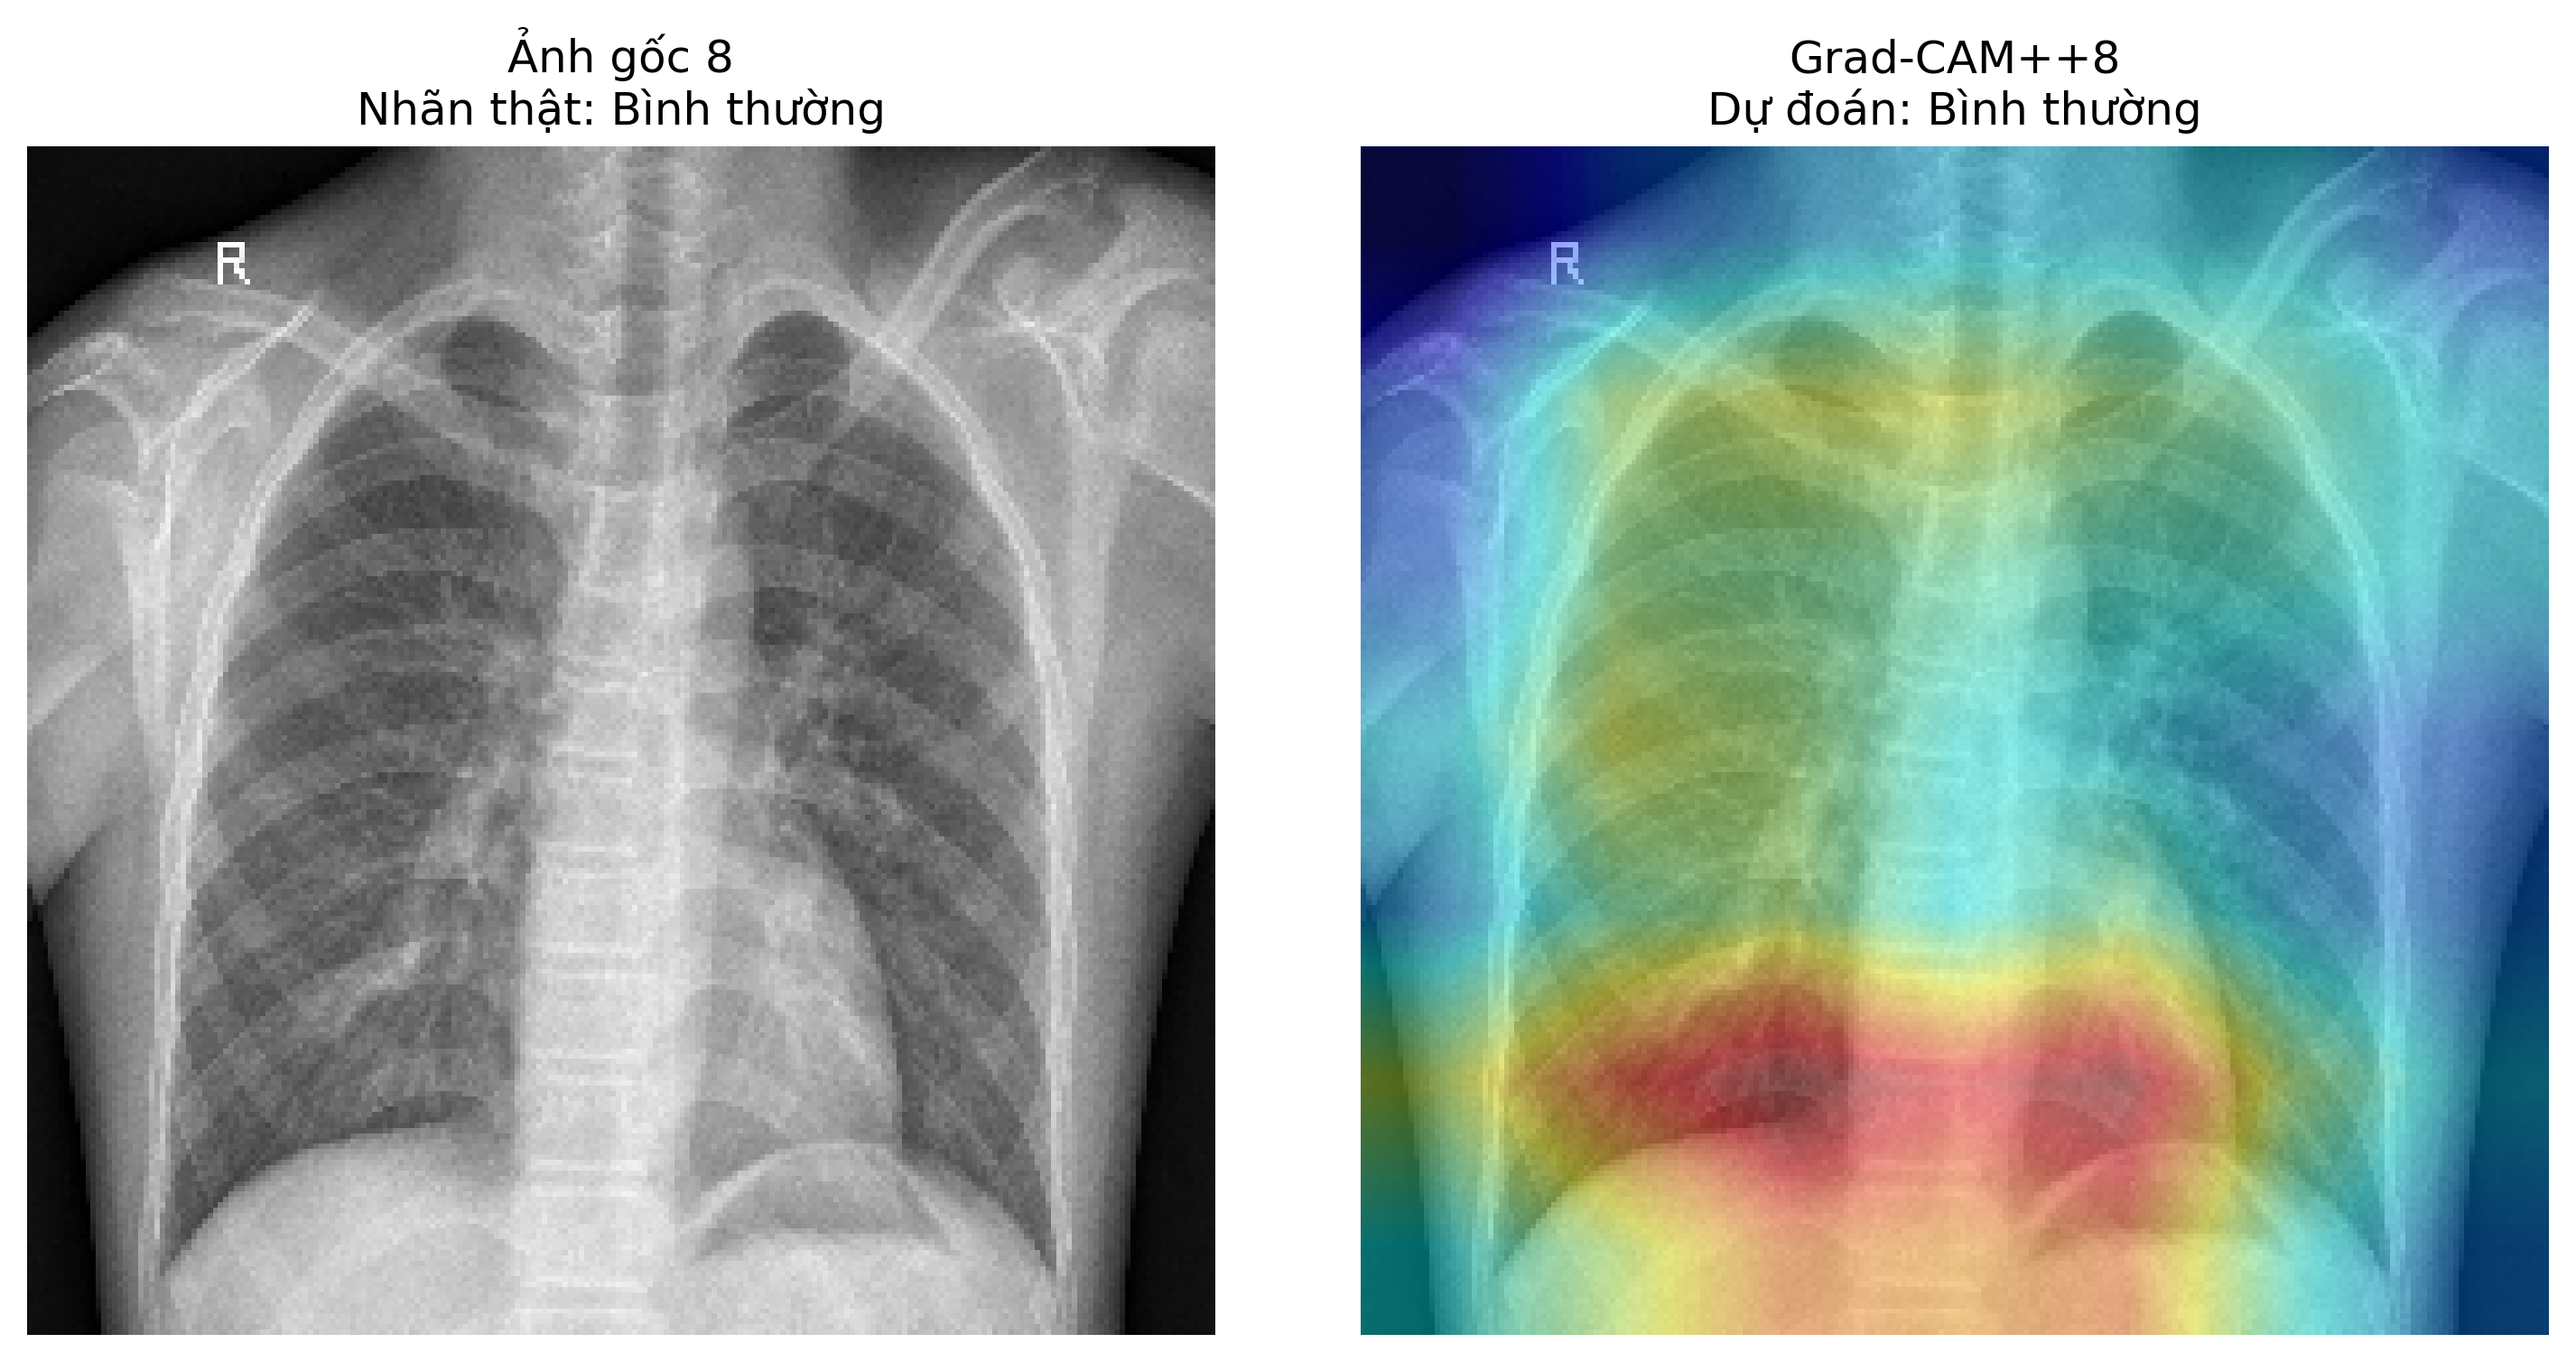 Ảnh gốc 8
Nhãn thật: Bình thường
Grad-CAM++8
Dự đoán: Bình thường
R
R